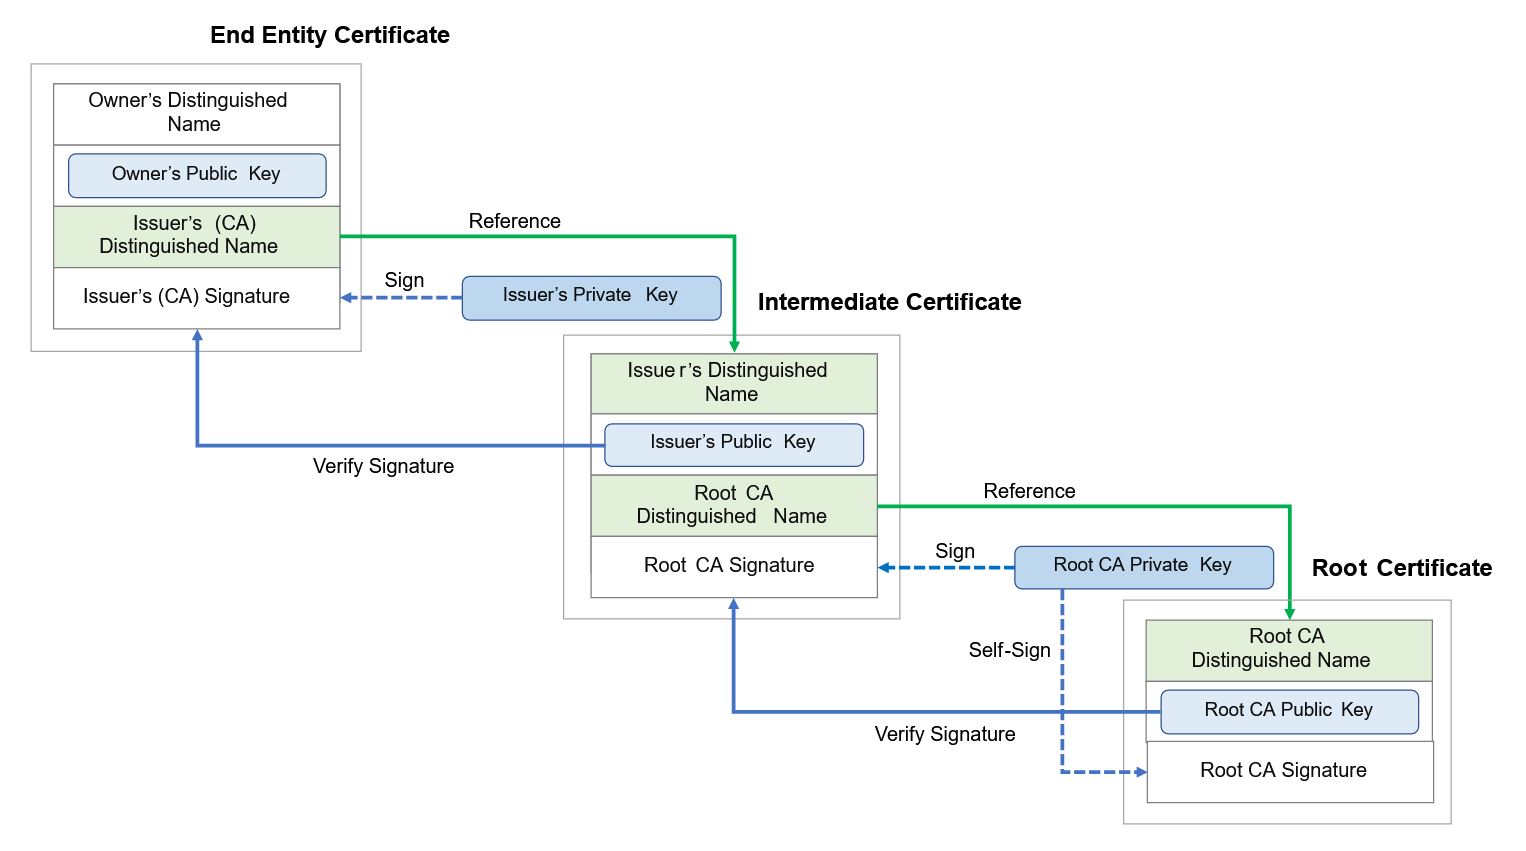 End Entity Certificate
Owner's Distinguished
Name
Owner's Public Key
Issuer's (CA)
Distinguished Name
Issuer's (CA) Signature
Reference
Sign
Issuer's Private Key
Verify Signature
Intermediate Certificate
Issuer's Distinguished
Name
Issuer's Public Key
Root CA
Distinguished Name
Root CA Signature
Reference
Sign
Root CA Private Key
Self-Sign
Verify Signature
Root Certificate
Root CA
Distinguished Name
Root CA Public Key
Root CA Signature